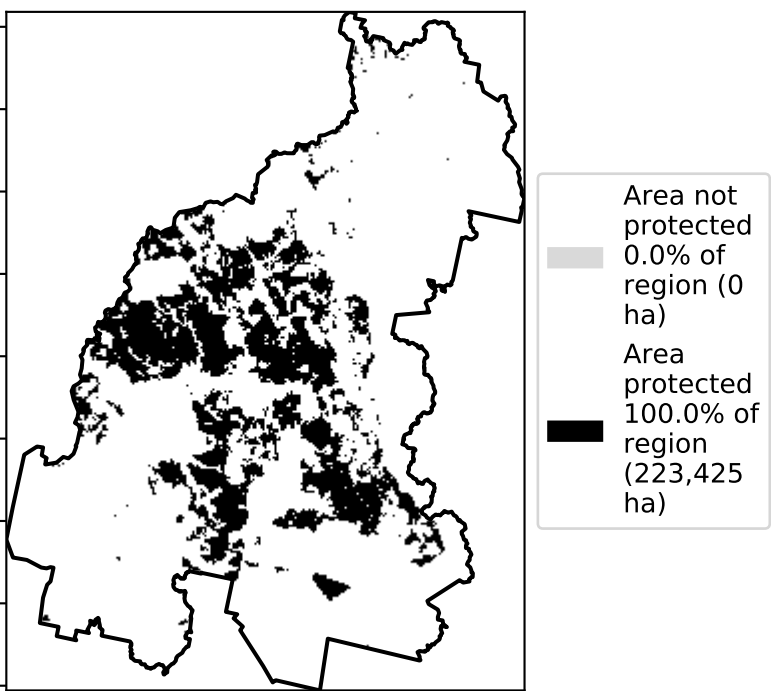 Area not
protected
0.0% of
region (0
ha)
Area
protected
100.0% of
region
(223,425
ha)